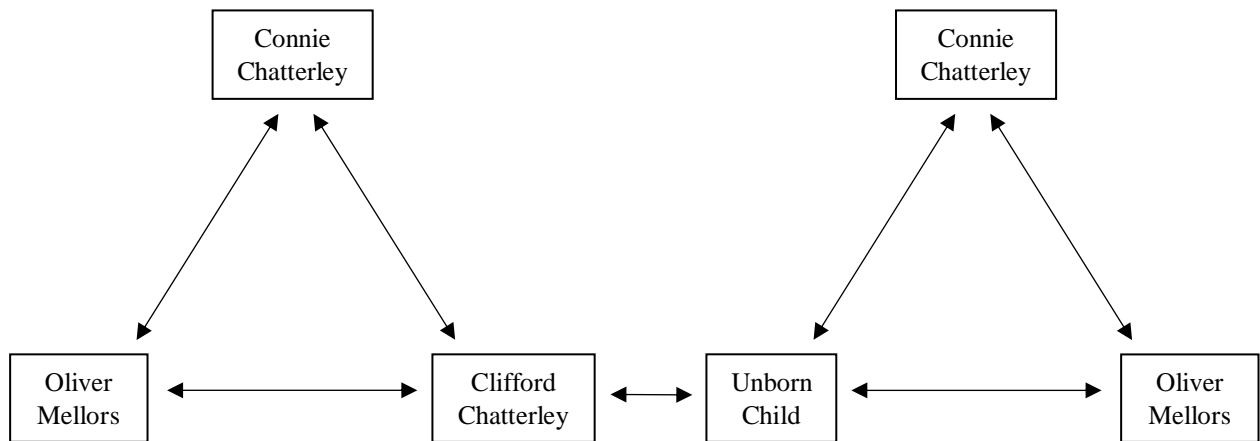 Connie
Chatterley
Connie
Chatterley
Oliver
Mellors
Clifford
Chatterley
Unborn
Child
Oliver
Mellors